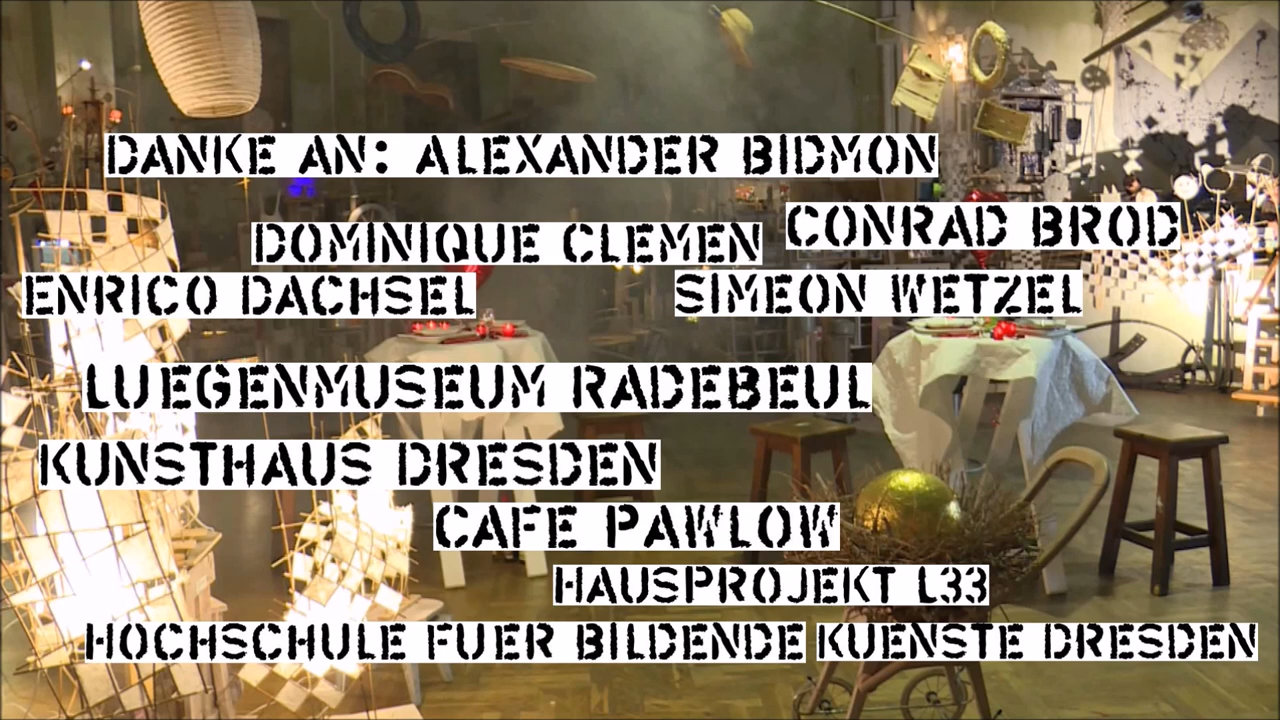 DANKE AN: ALEXANDER BIDMON
DOMINIQUE CLEMEN
CONRAD BROD
ENRICO DACHSEL
SIMEON WETZEL
LUEGENMUSEUM RADEBEUL
KUNSTHAUS DRESDEN
CAFE PAWLOW
HAUSPROJEKT L33
HOCHSCHULE FUER BILDENDE KUENSTE DRESDEN